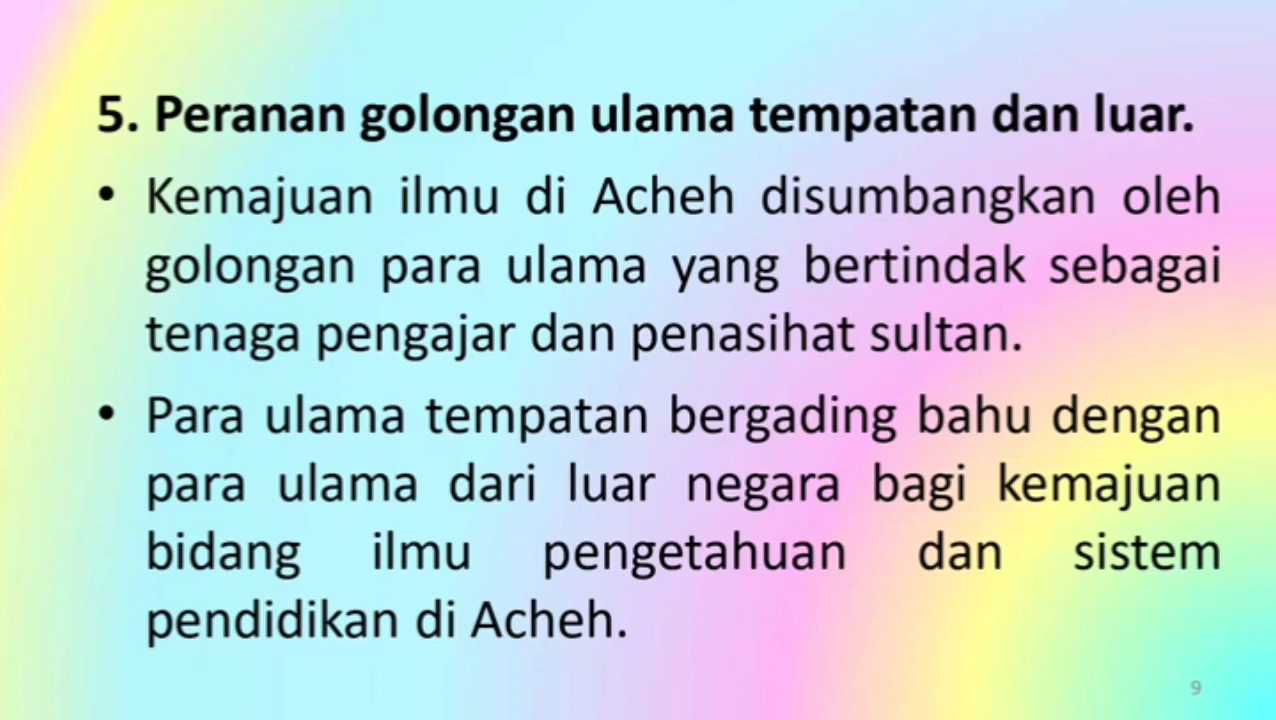 5. Peranan golongan ulama tempatan dan luar.
• Kemajuan ilmu di Acheh disumbangkan oleh
golongan para ulama yang bertindak sebagai
tenaga pengajar dan penasihat sultan.
• Para ulama tempatan bergading bahu dengan
para ulama dari luar negara bagi kemajuan
bidang ilmu pengetahuan dan sistem
pendidikan di Acheh.
9